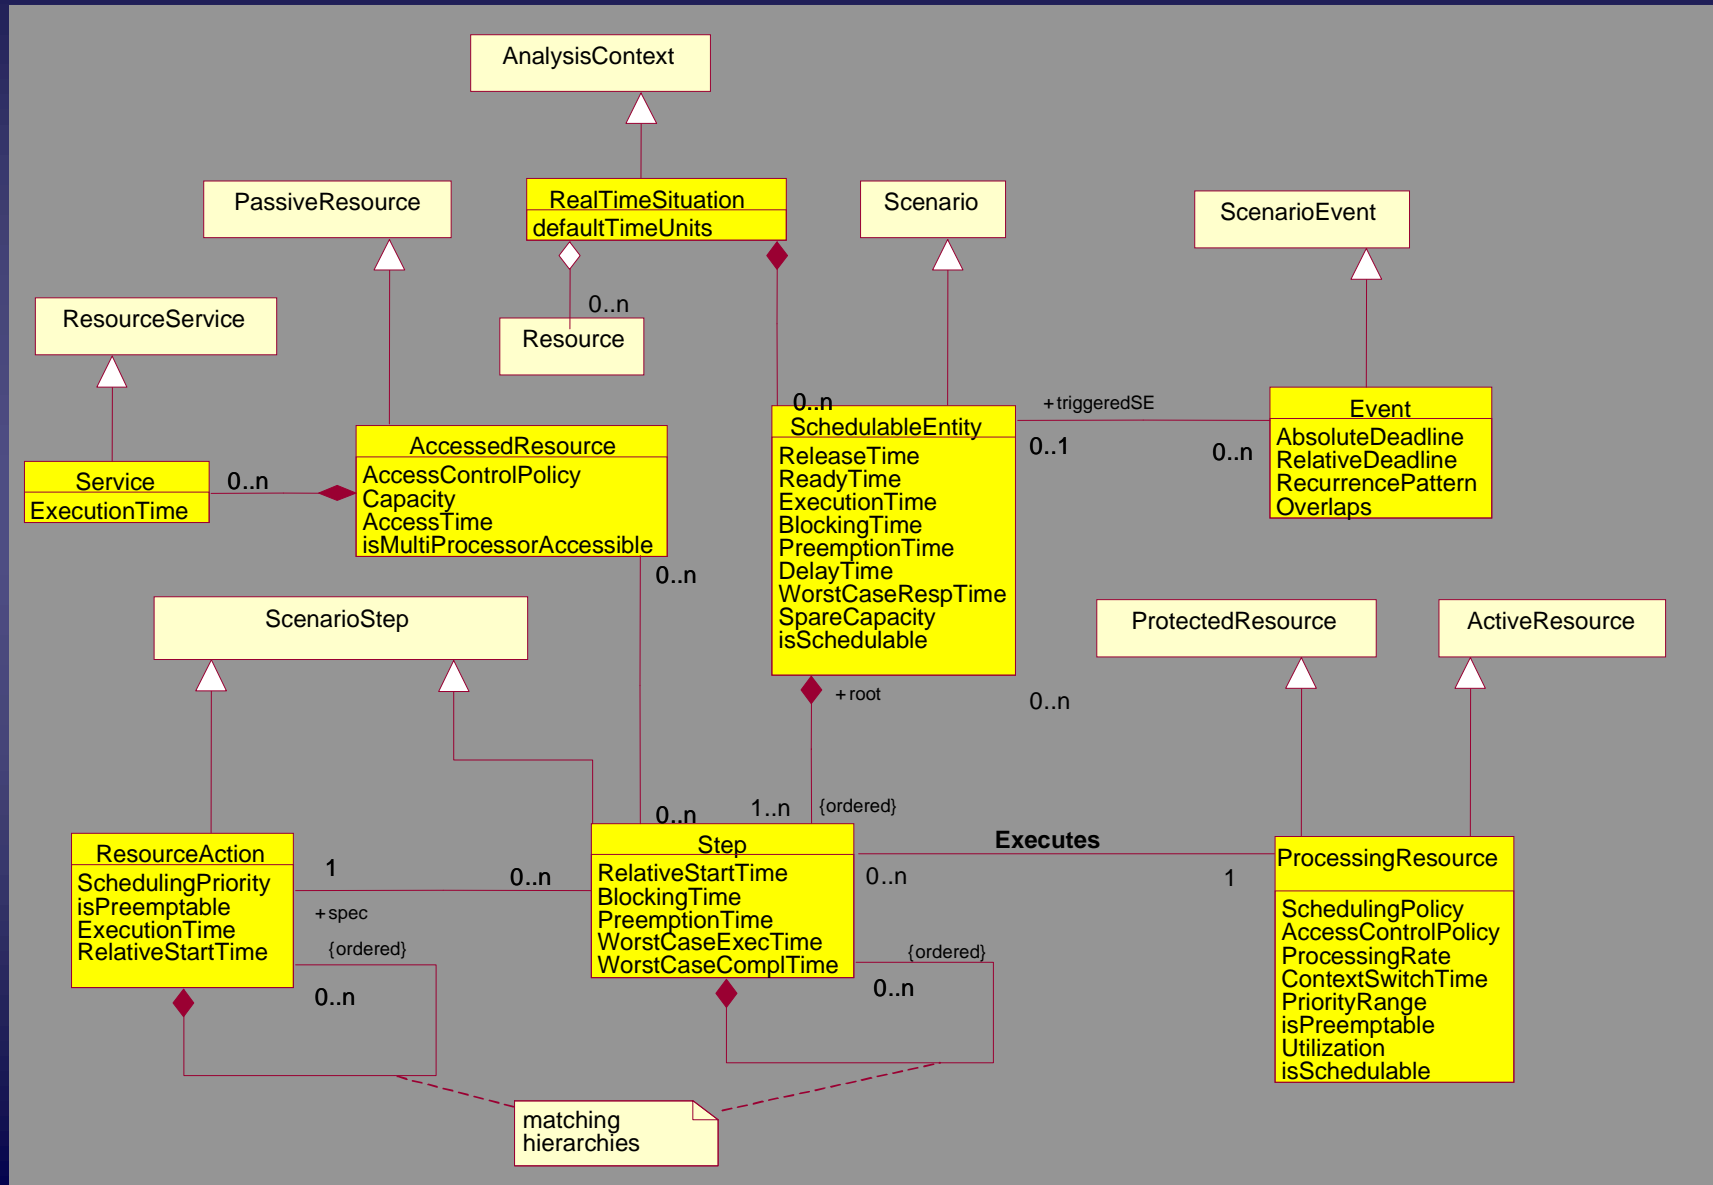 AnalysisContext
PassiveResource
RealTimeSituation
defaultTimeUnits
Scenario
ScenarioEvent
ResourceService
0..n
Resource
0..n
SchedulableEntity
ReleaseTime
ReadyTime
ExecutionTime
BlockingTime
PreemptionTime
DelayTime
WorstCaseRespTime
SpareCapacity
isSchedulable
+triggeredSE
0..1
0..n
Event
AbsoluteDeadline
RelativeDeadline
RecurrencePattern
Overlaps
Service
ExecutionTime
0..n
AccessedResource
AccessControlPolicy
Capacity
AccessTime
isMultiProcessorAccessible
0..n
ScenarioStep
ProtectedResource
ActiveResource
+root
0..n
0..n
1..n
{ordered}
ResourceAction
SchedulingPriority
isPreemptable
ExecutionTime
RelativeStartTime
1
0..n
+spec
{ordered}
0..n
Step
RelativeStartTime
BlockingTime
PreemptionTime
WorstCaseExecTime
WorstCaseComplTime
Executes
0..n
1
{ordered}
0..n
ProcessingResource
SchedulingPolicy
AccessControlPolicy
ProcessingRate
ContextSwitchTime
PriorityRange
isPreemptable
Utilization
isSchedulable
matching
hierarchies